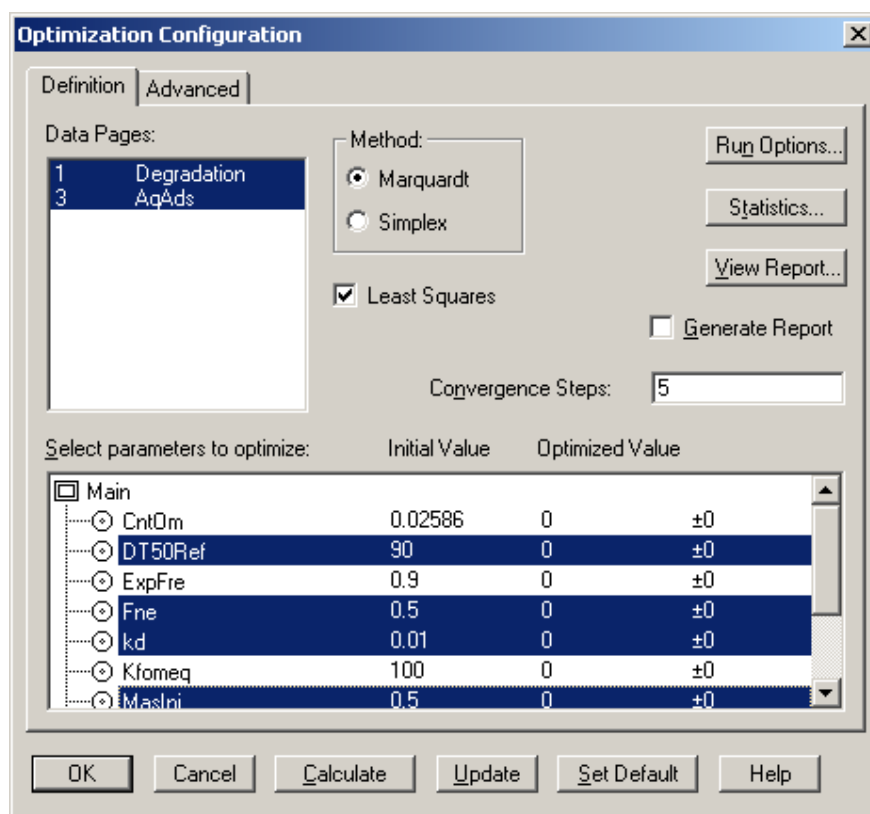 Optimization Configuration
Definition Advanced
Data Pages:
1 Degradation
3 AqAds
Method:
Marquardt
Simplex
Least Squares
Run Options...
Statistics...
View Report...
Generate Report
Convergence Steps: 5
Select parameters to optimize: Initial Value Optimized Value
Main
CntOm 0.02586 0 ±0
DT50Ref 90 0 ±0
ExpFre 0.9 0 ±0
Fne 0.5 0 ±0
kd 0.01 0 ±0
Kfomeq 100 0 ±0
MasIni 0.5 0 ±0
OK Cancel Calculate Update Set Default Help